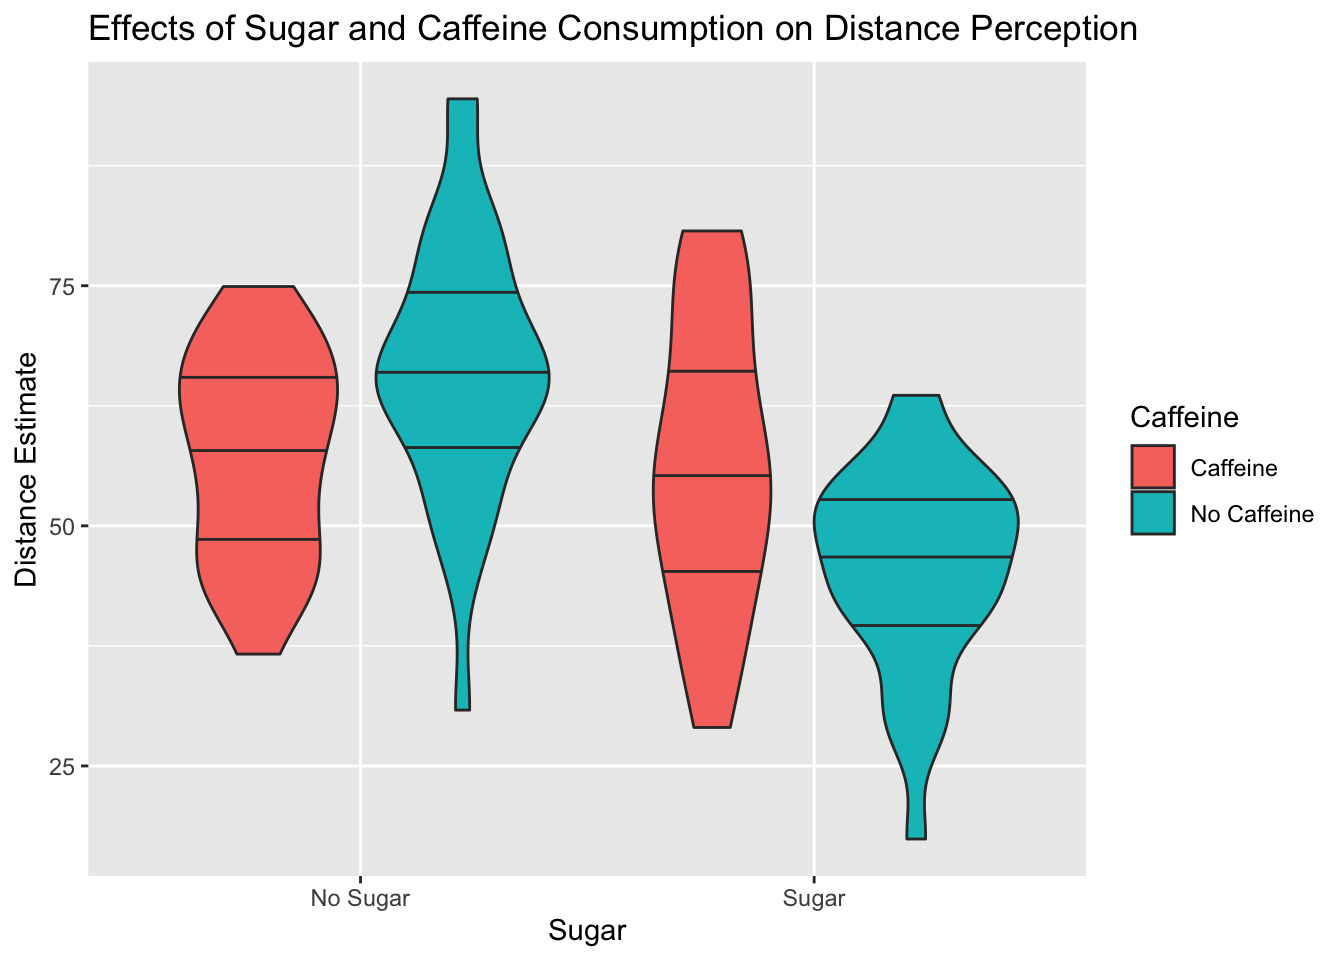 Effects of Sugar and Caffeine Consumption on Distance Perception
Distance Estimate
75
50
25
No Sugar
Sugar
Sugar
Caffeine
Caffeine
No Caffeine